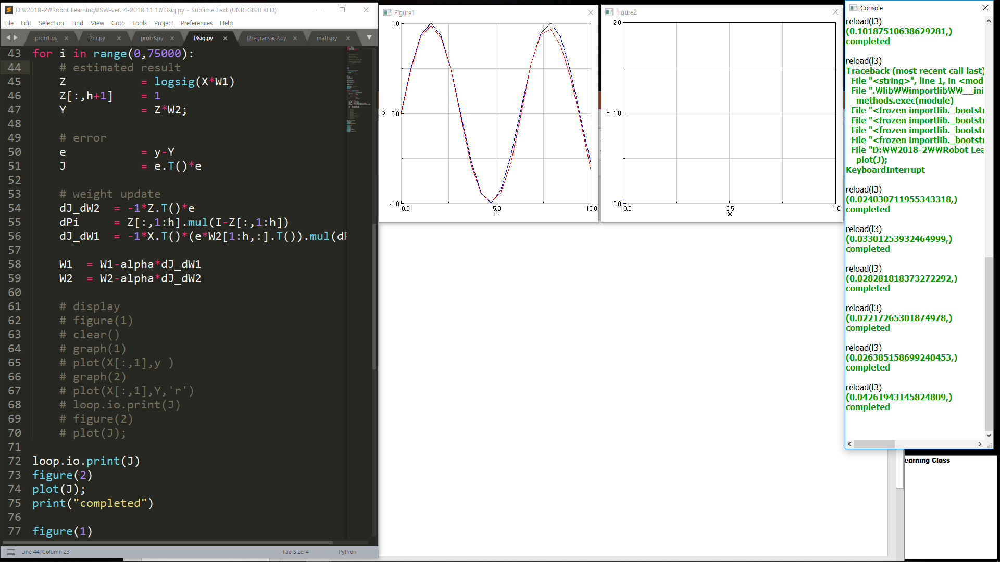 D:₩2018-2₩Robot Learning₩SW-ver. 4-2018.11.1₩l3sig.py - Sublime Text (UNREGISTERED)
File Edit Selection Find View Goto Tools Project Preferences Help
prob1.py l2nr.py prob3.py l3sig.py l2regransac2.py math.py
43 for i in range(0,75000):
44 # estimated result
45 Z = logsig(X*W1)
46 Z[:,h+1] = 1
47 Y = Z*W2;
48
49 # error
50 e = y-Y
51 J = e.T()*e
52
53 # weight update
54 dJ_dW2 = -1*Z.T()*e
55 dPi = Z[:,1:h].mul(I-Z[:,1:h])
56 dJ_dW1 = -1*X.T()*(e*W2[1:h,:].T()).mul(dP
57
58 W1 = W1-alpha*dJ_dW1
59 W2 = W2-alpha*dJ_dW2
60
61 # display
62 # figure(1)
63 # clear()
64 # graph(1)
65 # plot(X[:,1],y )
66 # graph(2)
67 # plot(X[:,1],Y,'r')
68 # loop.io.print(J)
69 # figure(2)
70 # plot(J);
71
72 loop.io.print(J)
73 figure(2)
74 plot(J);
75 print("completed")
76
77 figure(1)
Line 44, Column 23 Tab Size: 4 Python
Figure1
1.0
Y 0.0
-1.0
0.0 5.0 10.0
X
Figure2
2.0
Y 1.0
0.0
0.0 0.5 1.0
X
Console
reload(l3)
(0.10187510638629281,)
completed
reload(l3)
Traceback (most recent call last)
File "<string>", line 1, in <mod
File ".₩lib₩₩importlib₩₩__ini
methods.exec(module)
File "<frozen importlib._bootstr
File "<frozen importlib._bootstr
File "<frozen importlib._bootstr
File "<frozen importlib._bootstr
File "D:₩₩2018-2₩₩Robot Lea
plot(J);
KeyboardInterrupt
reload(l3)
(0.024030711955343318,)
completed
reload(l3)
(0.03301253932464999,)
completed
reload(l3)
(0.028281818373272292,)
completed
reload(l3)
(0.02217265301874978,)
completed
reload(l3)
(0.026385158699240453,)
completed
reload(l3)
(0.04261943145824809,)
completed
earning Class